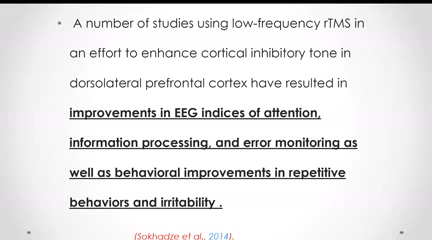 • A number of studies using low-frequency rTMS in
an effort to enhance cortical inhibitory tone in
dorsolateral prefrontal cortex have resulted in
improvements in EEG indices of attention,
information processing, and error monitoring as
well as behavioral improvements in repetitive
behaviors and irritability .
(Sokhadze et al., 2014).